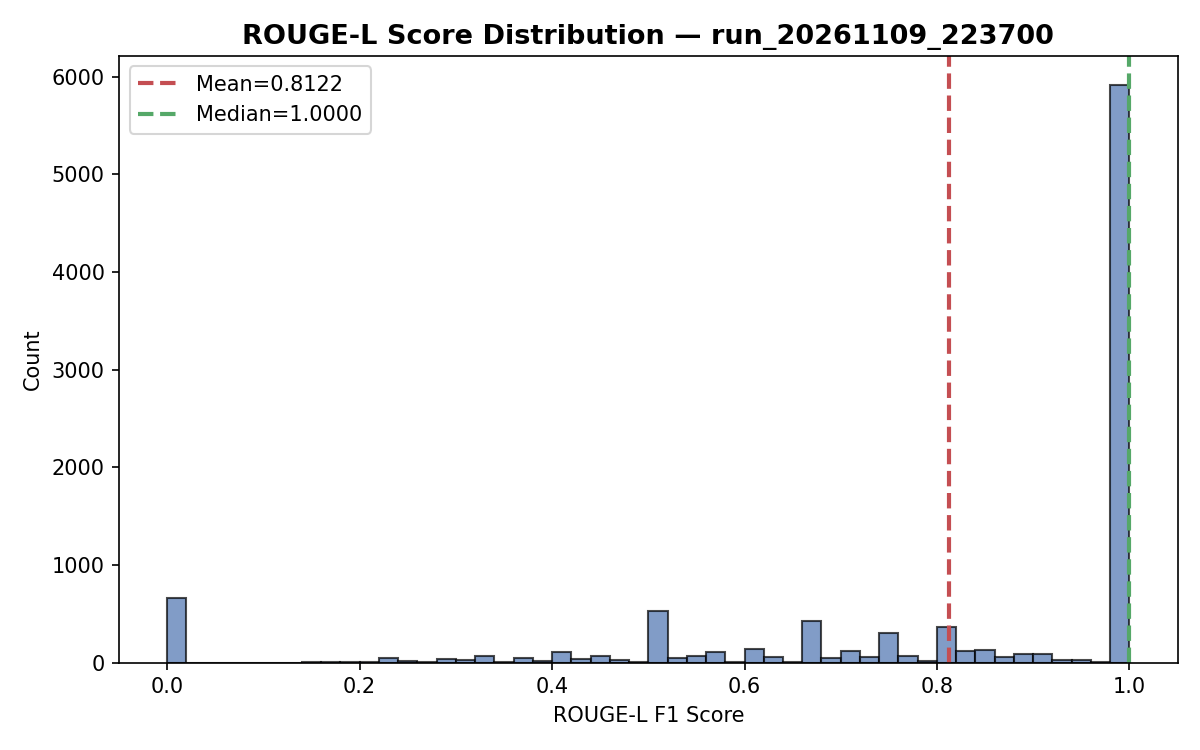 ROUGE-L Score Distribution — run_20261109_223700
Mean=0.8122
Median=1.0000
6000
5000
4000
3000
2000
1000
0
Count
0.0 0.2 0.4 0.6 0.8 1.0
ROUGE-L F1 Score